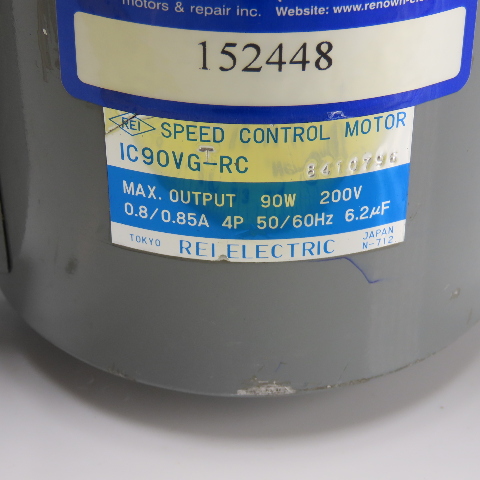 motors & repair inc. Website: www.renown-ele
152448
REI SPEED CONTROL MOTOR
IC90VG-RC
MAX. OUTPUT 90W 200V
0.8/0.85A 4P 50/60Hz 6.2μF
TOKYO REI ELECTRIC JAPAN
N-712